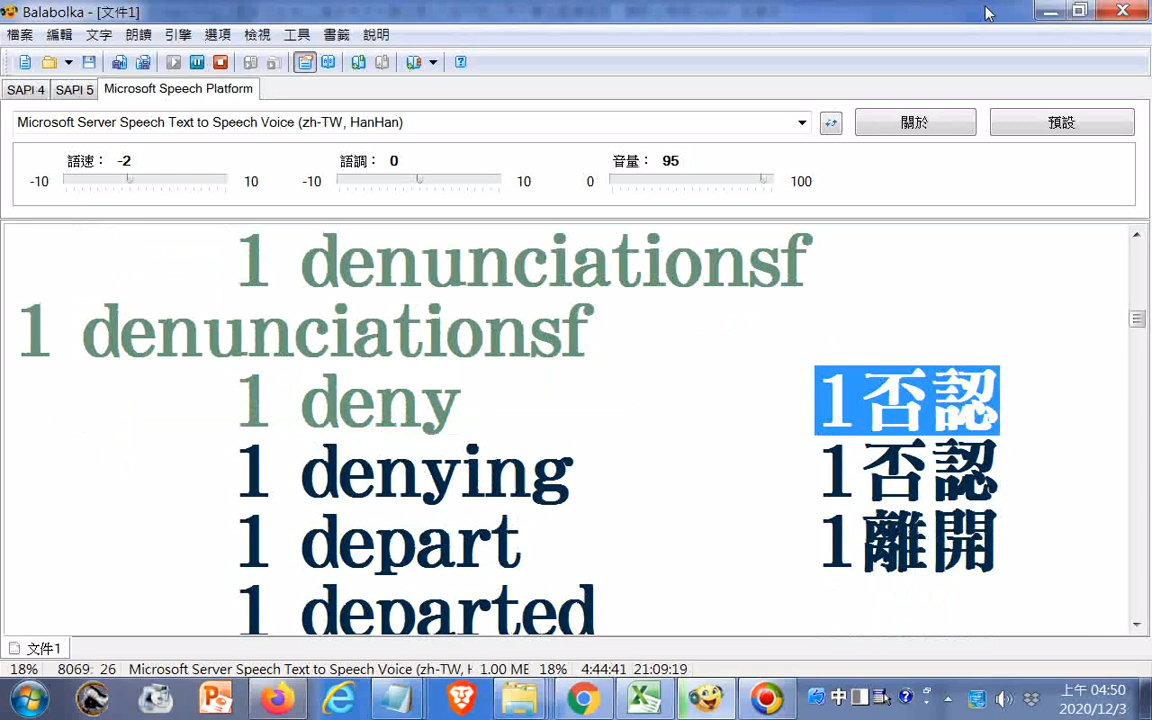 Balabolka - [文件1]
檔案 編輯 文字 朗讀 引擎 選項 檢視 工具 書籤 說明
SAPI 4 SAPI 5 Microsoft Speech Platform
Microsoft Server Speech Text to Speech Voice (zh-TW, HanHan) 關於 預設
語速： -2 語調： 0 音量： 95
-10 10 -10 10 0 100
1 denunciationsf
1 denunciationsf
1 deny 1否認
1 denying 1否認
1 depart 1離開
1 departed
文件1
18% 8069: 26 Microsoft Server Speech Text to Speech Voice (zh-TW, H 1.00 ME 18% 4:44:41 21:09:19
中 上午 04:50
2020/12/3